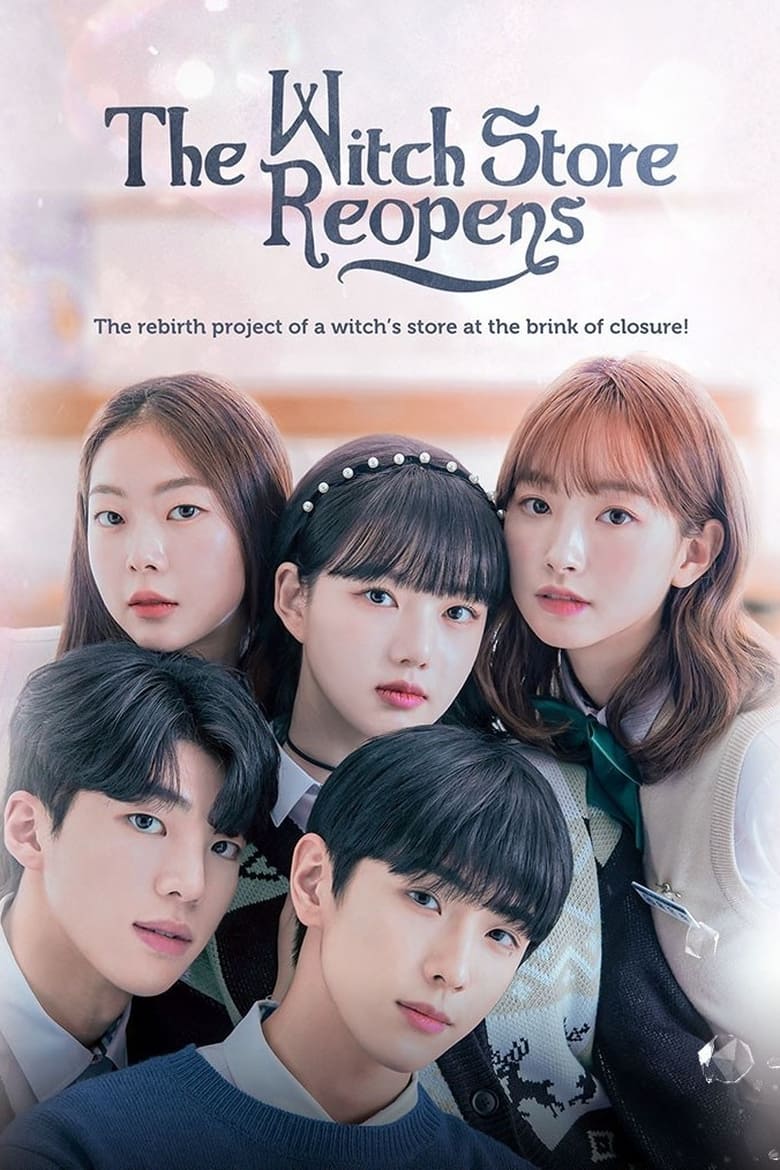 The Witch Store
Reopens
The rebirth project of a witch's store at the brink of closure!